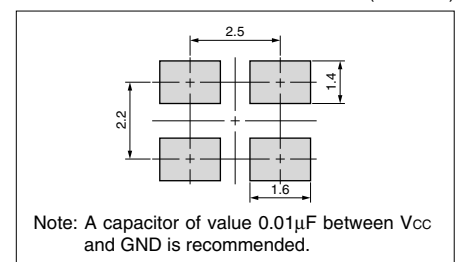 2.5
1.4
2.2
1.6
Note: A capacitor of value 0.01μF between Vcc
and GND is recommended.